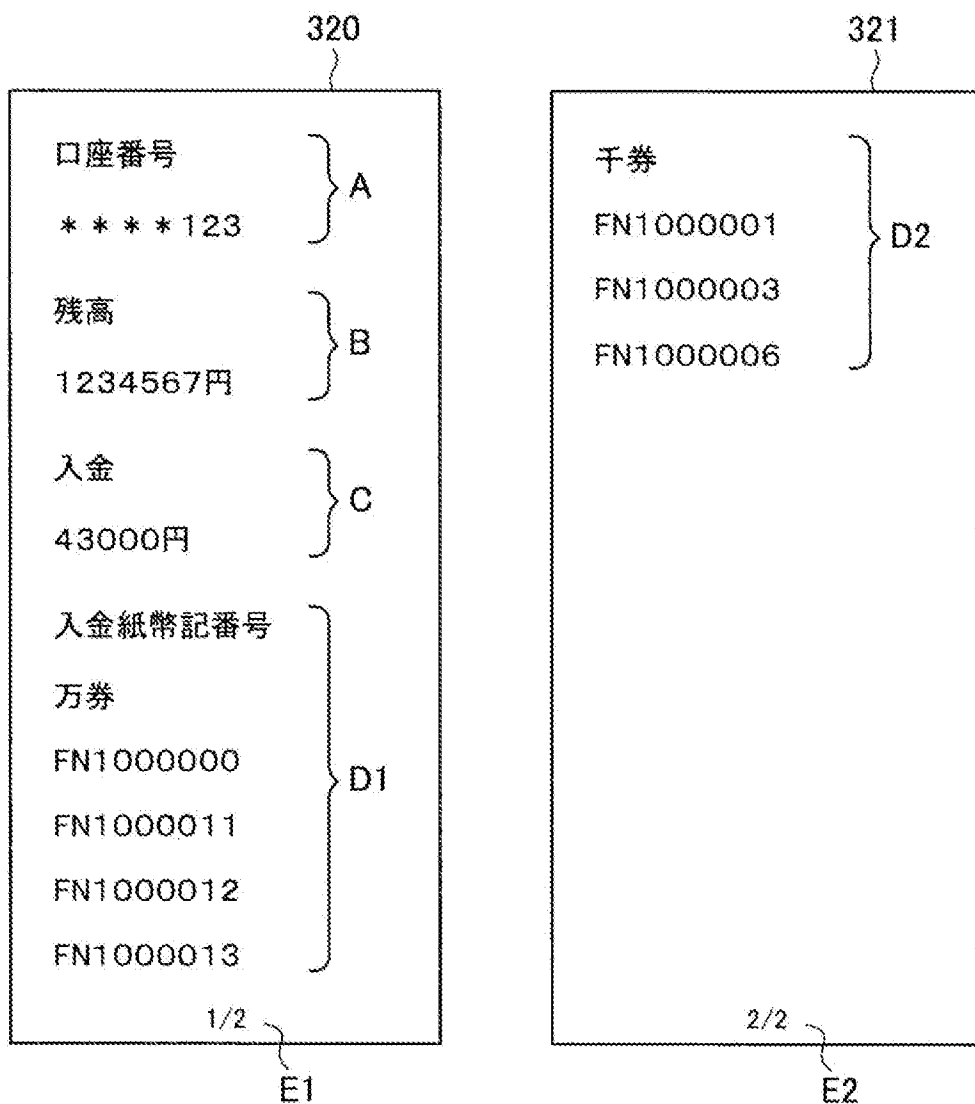 320
口座番号
＊＊＊＊123
A
残高
1234567円
B
入金
43000円
C
入金紙幣記番号
万券
FN1000000
FN1000011
FN1000012
FN1000013
D1
1/2
E1
321
千券
FN1000001
FN1000003
FN1000006
D2
2/2
E2